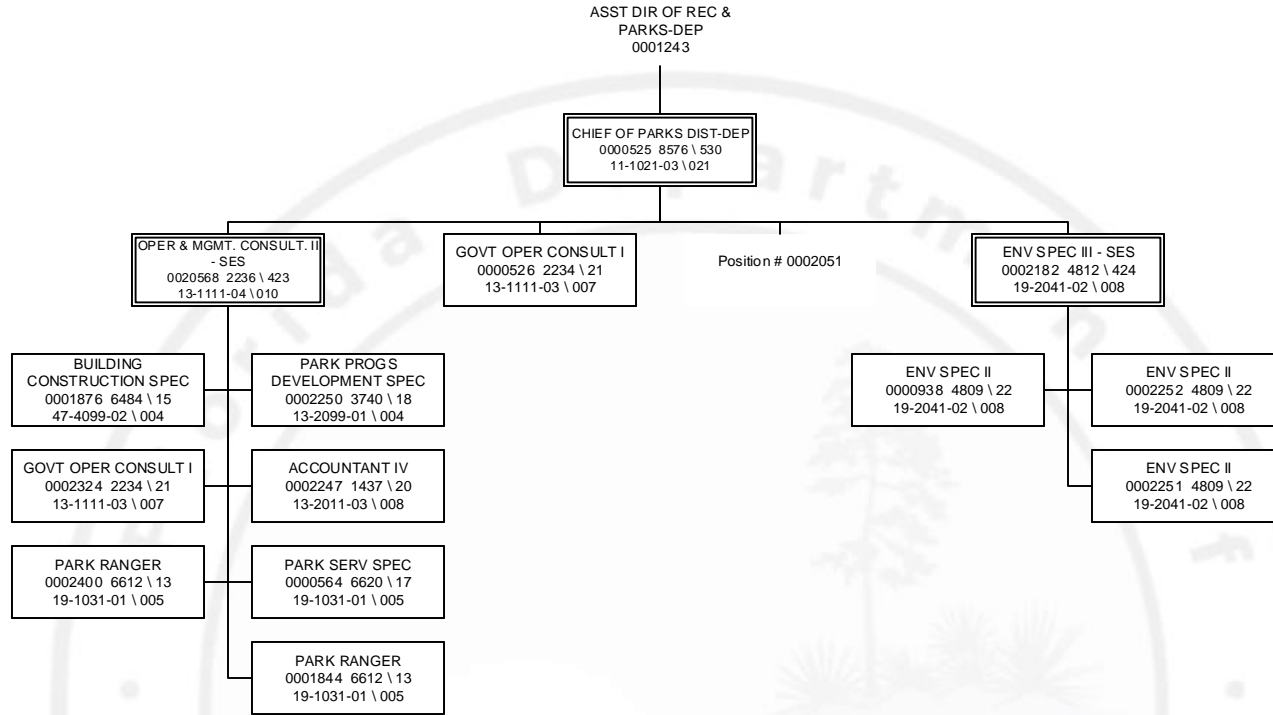 ASST DIR OF REC &
PARKS-DEP
0001243
CHIEF OF PARKS DIST-DEP
0000525 8576 \ 530
11-1021-03 \ 021
OPER & MGMT. CONSULT. II
- SES
0020568 2236 \ 423
13-1111-04 \ 010
GOVT OPER CONSULT I
0000526 2234 \ 21
13-1111-03 \ 007
Position # 0002051
ENV SPEC III - SES
0002182 4812 \ 424
19-2041-02 \ 008
BUILDING
CONSTRUCTION SPEC
0001876 6484 \ 15
47-4099-02 \ 004
PARK PROGS
DEVELOPMENT SPEC
0002250 3740 \ 18
13-2099-01 \ 004
ENV SPEC II
0000938 4809 \ 22
19-2041-02 \ 008
ENV SPEC II
0002252 4809 \ 22
19-2041-02 \ 008
GOVT OPER CONSULT I
0002324 2234 \ 21
13-1111-03 \ 007
ACCOUNTANT IV
0002247 1437 \ 20
13-2011-03 \ 008
ENV SPEC II
0002251 4809 \ 22
19-2041-02 \ 008
PARK RANGER
0002400 6612 \ 13
19-1031-01 \ 005
PARK SERV SPEC
0000564 6620 \ 17
19-1031-01 \ 005
PARK RANGER
0001844 6612 \ 13
19-1031-01 \ 005
Florida Department of